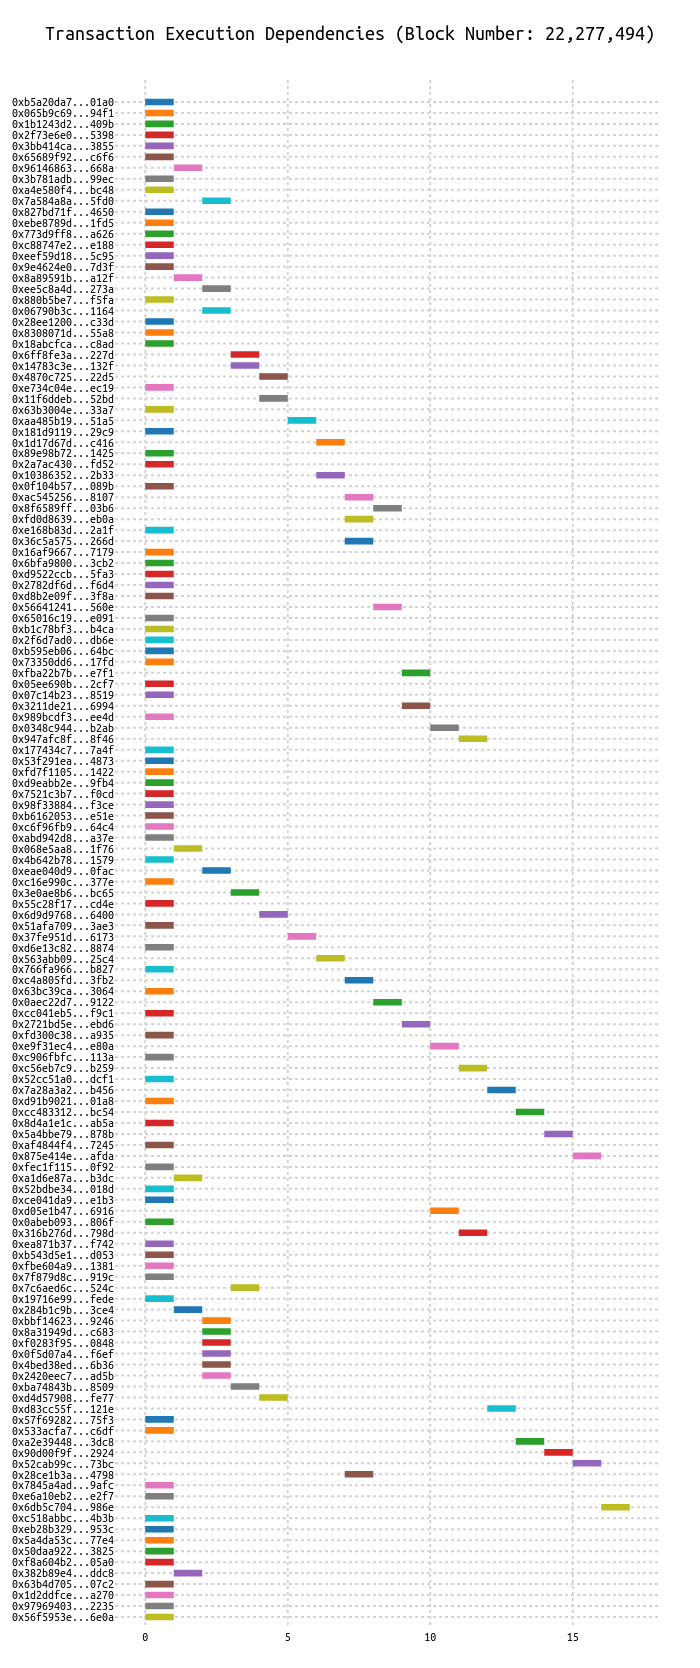 Transaction Execution Dependencies (Block Number: 22,277,494)
0xb5a20da7...01a0
0x065b9c69...94f1
0x1b1243d2...409b
0x2f73e6e0...5398
0x3bb414ca...3855
0x65689f92...c6f6
0x96146863...668a
0x3b781adb...99ec
0xa4e580f4...bc48
0x7a584a8a...5fd0
0x827bd71f...4650
0xebe8789d...1fd5
0x773d9ff8...a626
0xc88747e2...e188
0xeef59d18...5c95
0x9e4624e0...7d3f
0x8a89591b...a12f
0xee5c8a4d...273a
0x880b5be7...f5fa
0x06790b3c...1164
0x28ee1200...c33d
0x8308071d...55a8
0x18abcfca...c8ad
0x6ff8fe3a...227d
0x14783c3e...132f
0x4870c725...22d5
0xe734c04e...ec19
0x11f6ddeb...52bd
0x63b3004e...33a7
0xaa485b19...51a5
0x181d9119...29c9
0x1d17d67d...c416
0x89e98b72...1425
0x2a7ac430...fd52
0x10386352...2b33
0x0f104b57...089b
0xac545256...8107
0x8f6589ff...03b6
0xfd0d8639...eb0a
0xe168b83d...2a1f
0x36c5a575...266d
0x16af9667...7179
0x6bfa9800...3cb2
0xd9522ccb...5fa3
0x2782df6d...f6d4
0xd8b2e09f...3f8a
0x56641241...560e
0x65016c19...e091
0xb1c78bf3...b4ca
0x2f6d7ad0...db6e
0xb595eb06...64bc
0x73350dd6...17fd
0xfba22b7b...e7f1
0x05ee690b...2cf7
0x07c14b23...8519
0x3211de21...6994
0x989bcdf3...ee4d
0x0348c944...b2ab
0x947afc8f...8f46
0x177434c7...7a4f
0x53f291ea...4873
0xfd7f1105...1422
0xd9eabb2e...9fb4
0x7521c3b7...f0cd
0x98f33884...f3ce
0xb6162053...e51e
0xc6f96fb9...64c4
0xabd942d8...a37e
0x068e5aa8...1f76
0x4b642b78...1579
0xeae040d9...0fac
0xc16e990c...377e
0x3e0ae8b6...bc65
0x55c28f17...cd4e
0x6d9d9768...6400
0x51afa709...3ae3
0x37fe951d...6173
0xd6e13c82...8874
0x563abb09...25c4
0x766fa966...b827
0xc4a805fd...3fb2
0x63bc39ca...3064
0x0aec22d7...9122
0xcc041eb5...f9c1
0x2721bd5e...ebd6
0xfd300c38...a935
0xe9f31ec4...e80a
0xc906fbfc...113a
0xc56eb7c9...b259
0x52cc51a0...dcf1
0x7a28a3a2...b456
0xd91b9021...01a8
0xcc483312...bc54
0x8d4a1e1c...ab5a
0x5a4bbe79...878b
0xaf4844f4...7245
0x875e414e...afda
0xfec1f115...0f92
0xa1d6e87a...b3dc
0x52bdbe34...018d
0xce041da9...e1b3
0xd05e1b47...6916
0x0abeb093...806f
0x316b276d...798d
0xea871b37...f742
0xb543d5e1...d053
0xfbe604a9...1381
0x7f879d8c...919c
0x7c6aed6c...524c
0x19716e99...fede
0x284b1c9b...3ce4
0xbbf14623...9246
0x8a31949d...c683
0xf0283f95...0848
0x0f5d07a4...f6ef
0x4bed38ed...6b36
0x2420eec7...ad5b
0xba74843b...8509
0xd4d57908...fe77
0xd83cc55f...121e
0x57f69282...75f3
0x533acfa7...c6df
0xa2e39448...3dc8
0x90d00f9f...2924
0x52cab99c...73bc
0x28ce1b3a...4798
0x7845a4ad...9afc
0xe6a10eb2...e2f7
0x6db5c704...986e
0xc518abbc...4b3b
0xeb28b329...953c
0x5a4da53c...77e4
0x50daa922...3825
0xf8a604b2...05a0
0x382b89e4...ddc8
0x63b4d705...07c2
0x1d2ddfce...a270
0x97969403...2235
0x56f5953e...6e0a
0 5 10 15